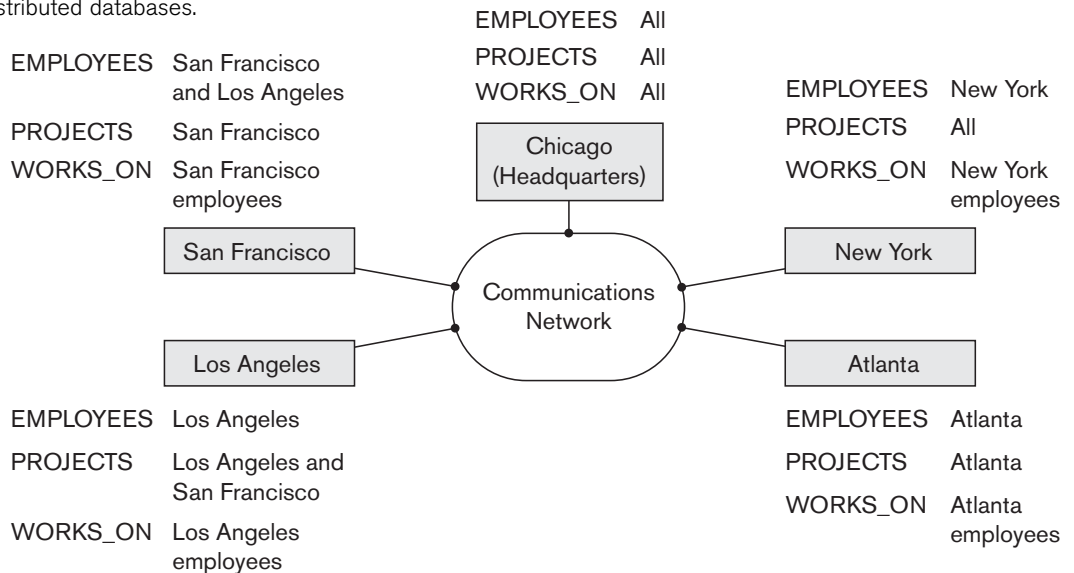 stributed databases.
EMPLOYEES All
PROJECTS All
WORKS_ON All
Chicago
(Headquarters)
EMPLOYEES San Francisco
and Los Angeles
PROJECTS San Francisco
WORKS_ON San Francisco
employees
San Francisco
EMPLOYEES New York
PROJECTS All
WORKS_ON New York
employees
New York
Communications
Network
Los Angeles
EMPLOYEES Los Angeles
PROJECTS Los Angeles and
San Francisco
WORKS_ON Los Angeles
employees
Atlanta
EMPLOYEES Atlanta
PROJECTS Atlanta
WORKS_ON Atlanta
employees